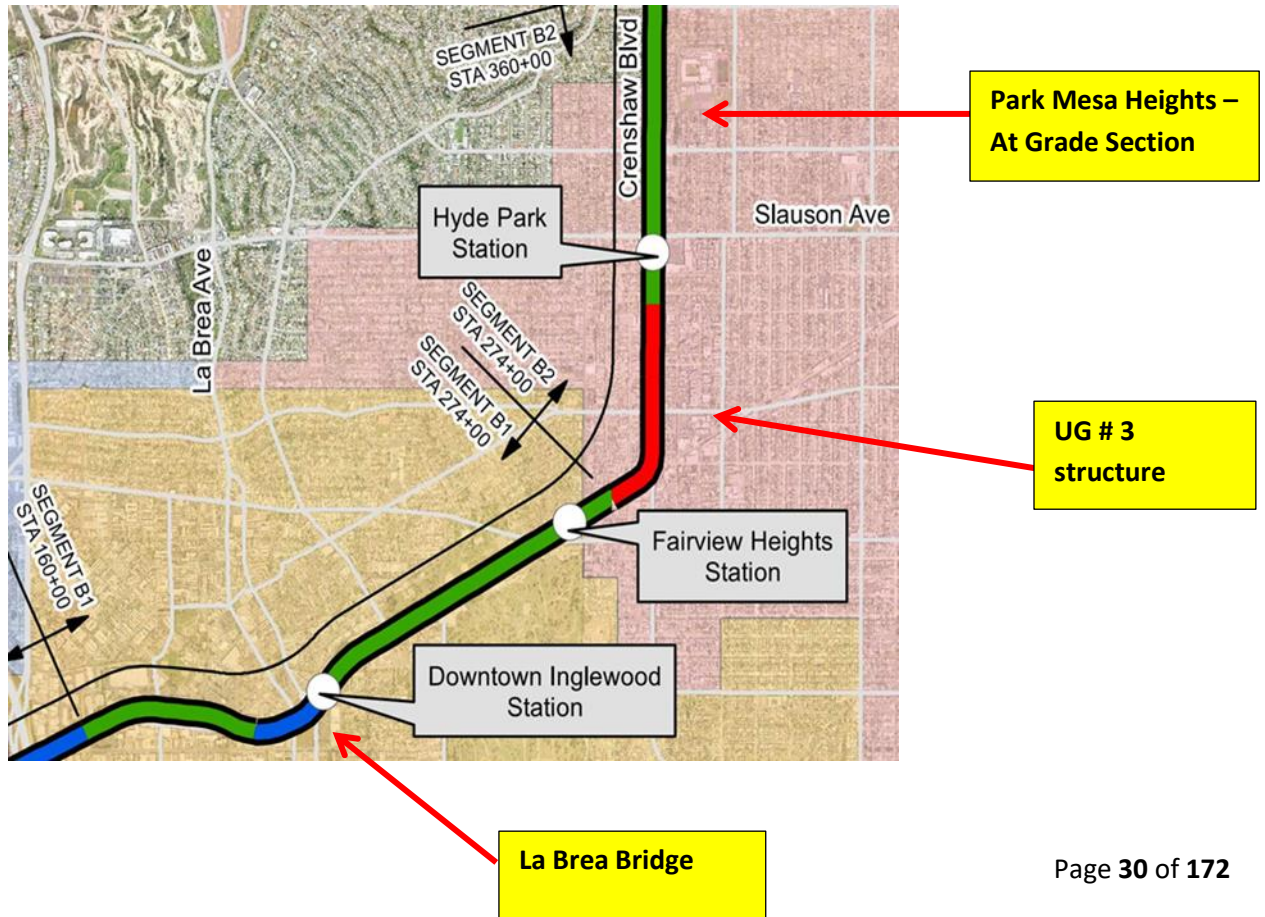 SEGMENT B2
STA 360+00
Crenshaw Blvd
Park Mesa Heights –
At Grade Section
Hyde Park
Station
Slauson Ave
La Brea Ave
SEGMENT B2
STA 274+00
SEGMENT B1
STA 274+00
UG # 3
structure
SEGMENT B1
STA 160+00
Fairview Heights
Station
Downtown Inglewood
Station
La Brea Bridge
Page 30 of 172